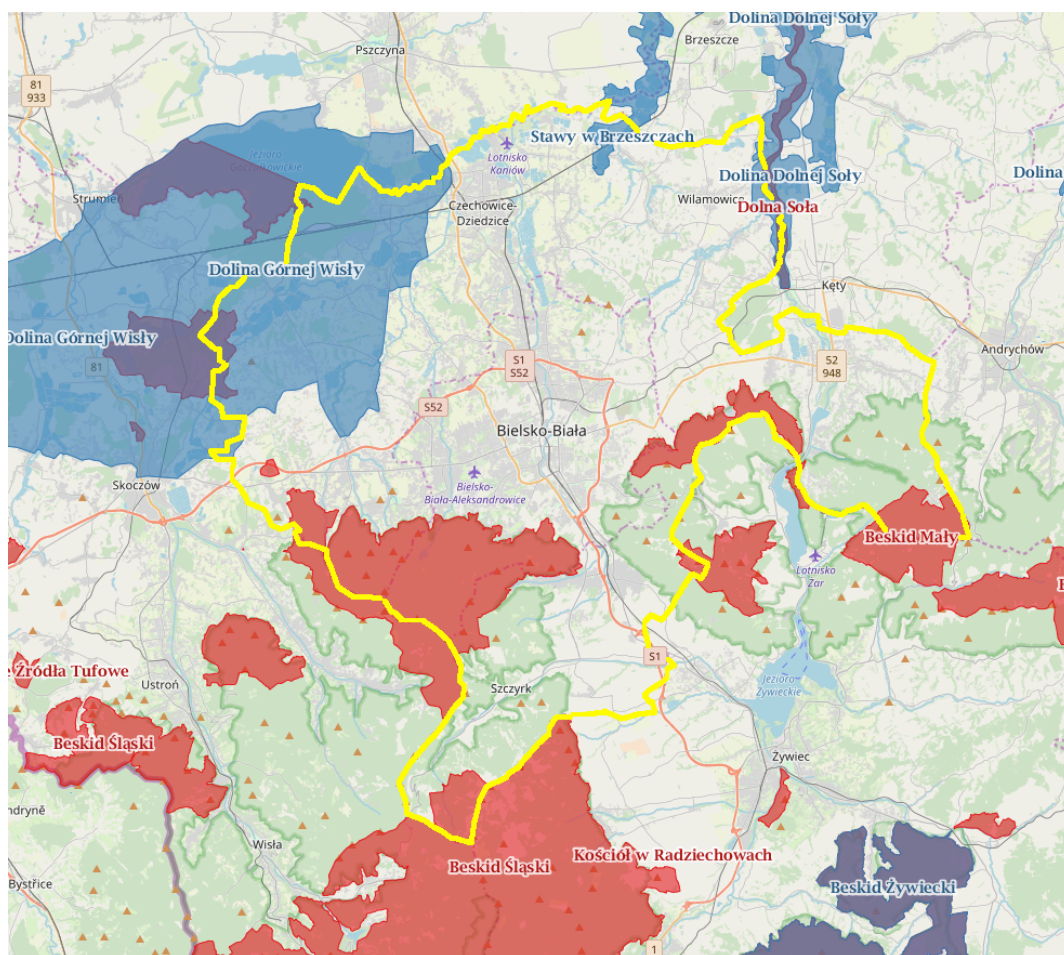 Dolina Dolnej Soły
Brzeszcze
Pszczyna
81
933
Stawy w Brzeszczach
Lotnisko
Kaniów
Jezioro
Goczałkowickie
Dolina Dolnej Soły
Dolina
Strumień
Czechowice-
Dziedzice
Wilamowice
Dolna Soła
Dolina Górnej Wisły
Kęty
Dolina Górnej Wisły
Andrychów
81
S1
S52
52
948
S52
Bielsko-Biała
Skoczów
Bielsko-
Biała-Aleksandrowice
Beskid Mały
Lotnisko
Żar
B
S1
e Źródła Tufowe
Ustroń
Szczyrk
Jezioro
Żywieckie
Beskid Śląski
Żywiec
ndryně
Wisła
Kościół w Radziechowach
Beskid Śląski
Bystřice
Beskid Żywiecki
1